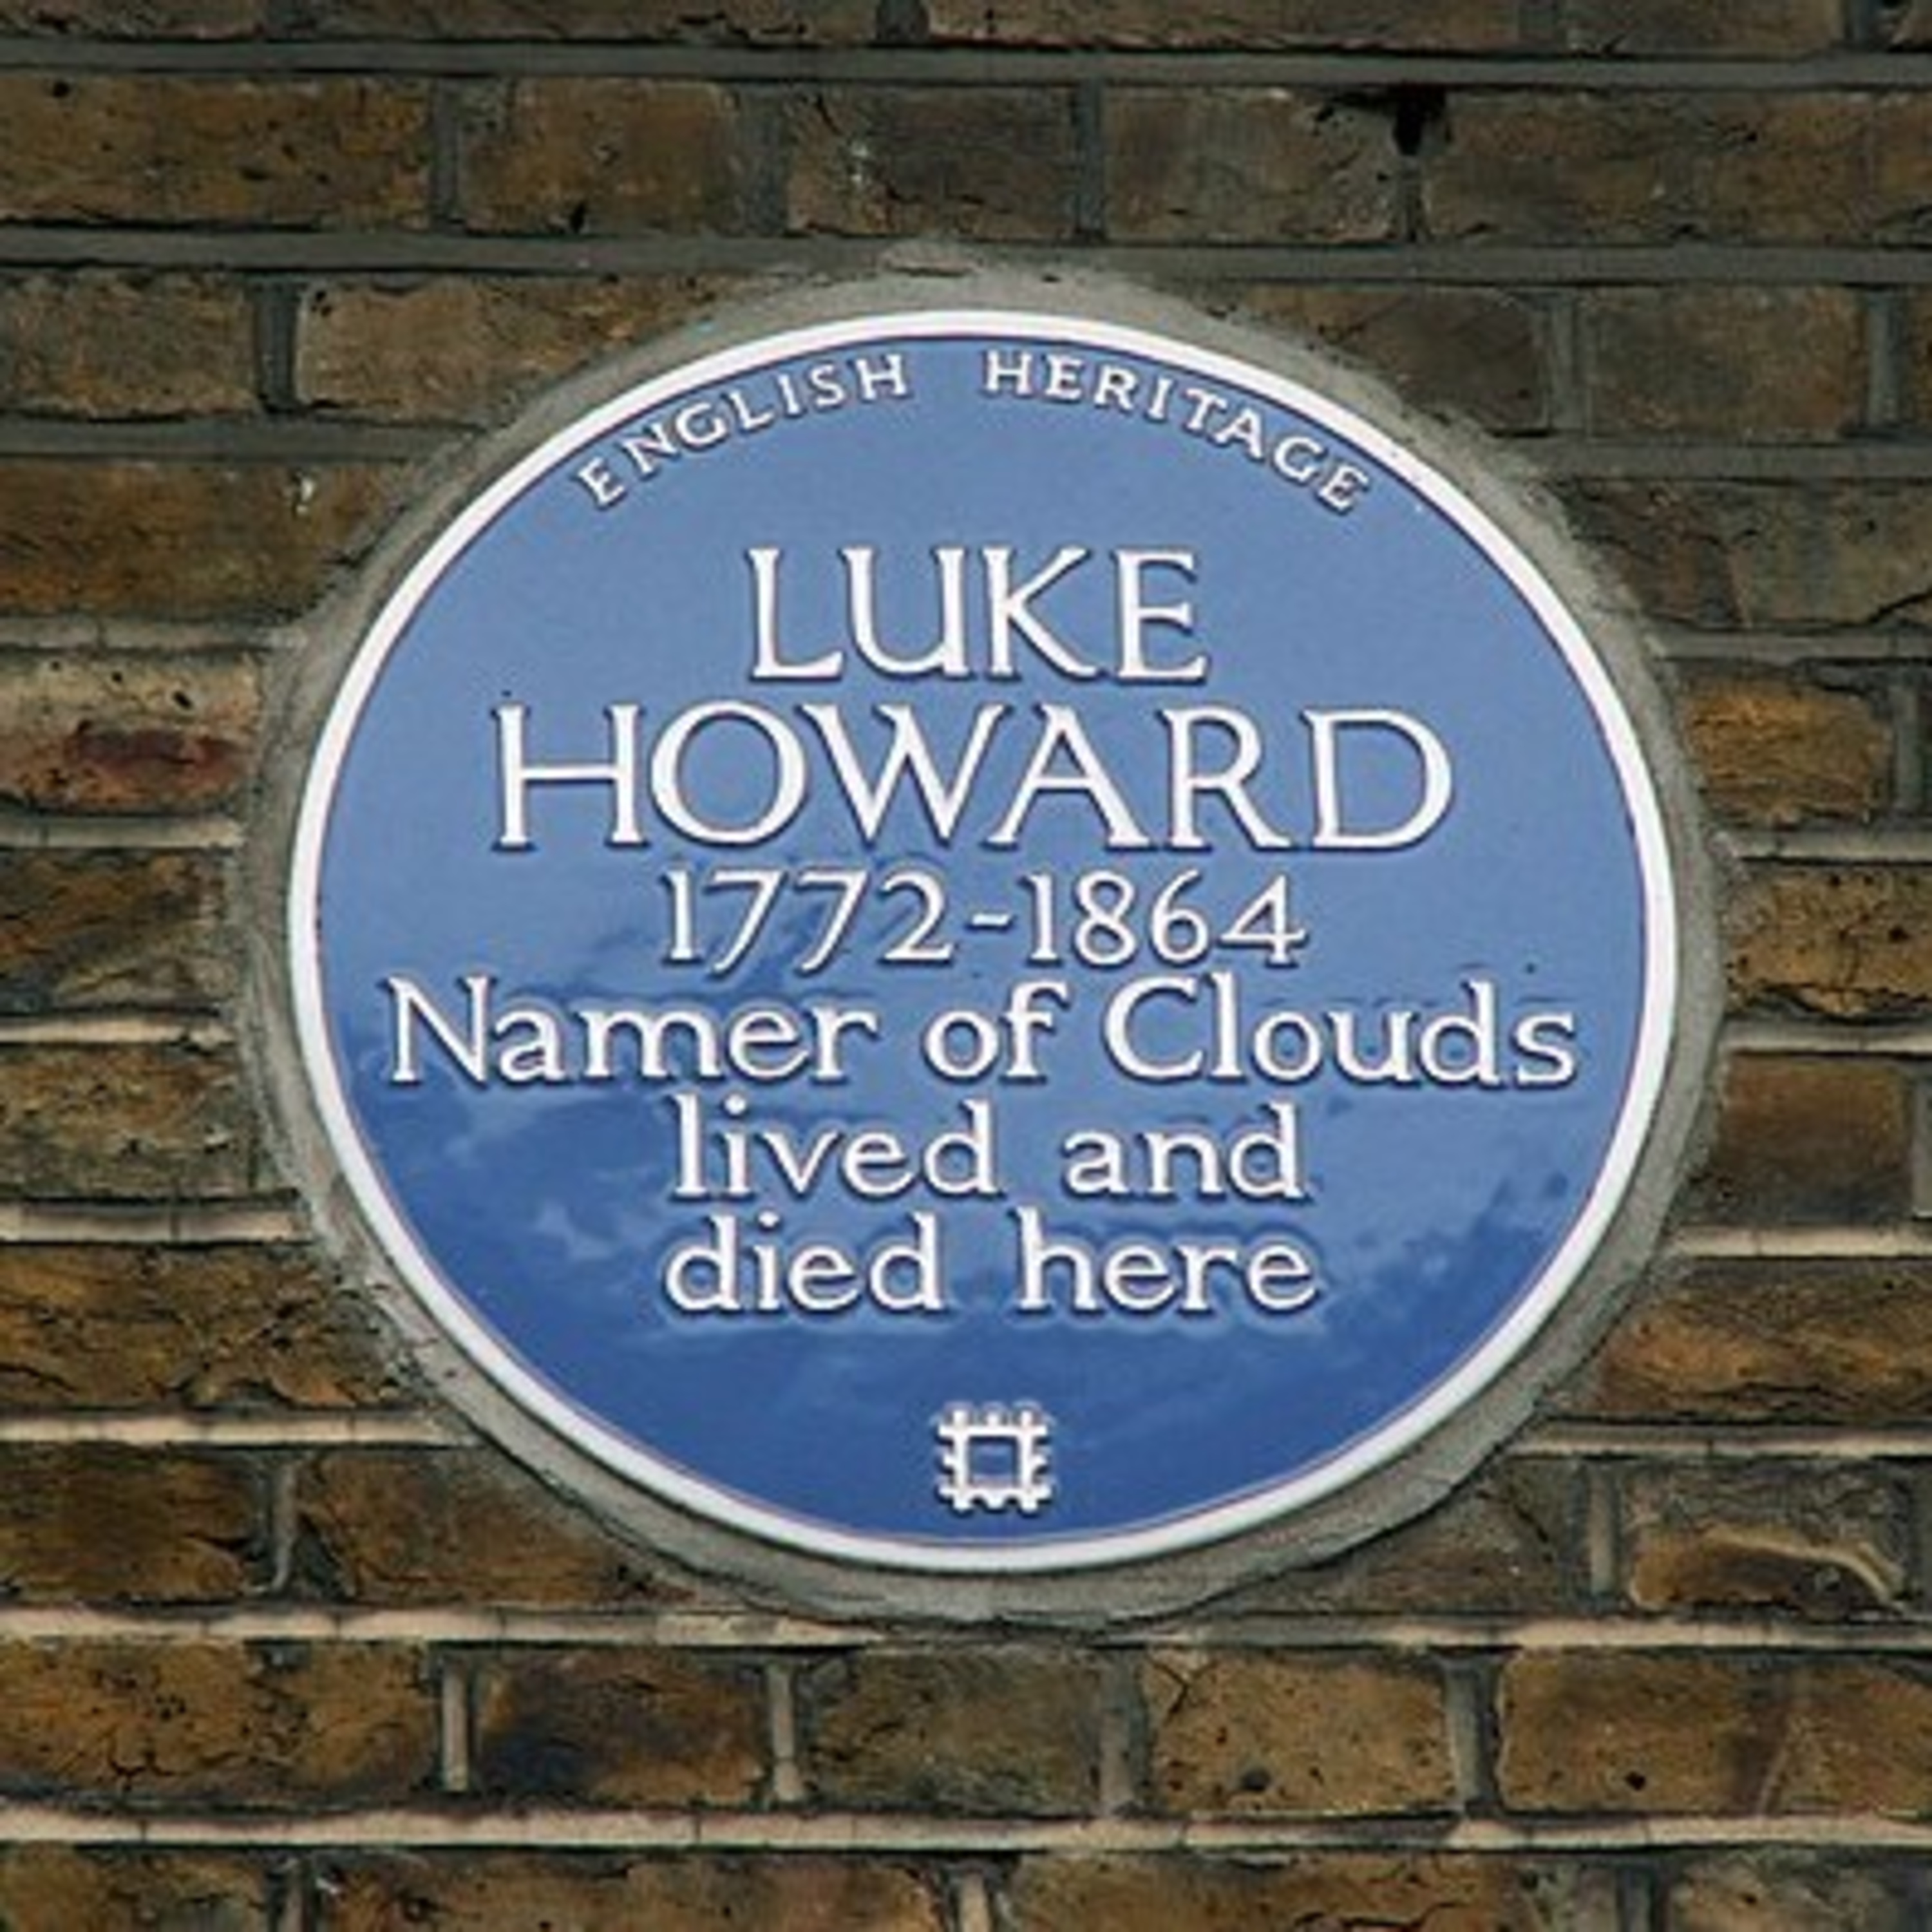 ENGLISH HERITAGE
LUKE
HOWARD
1772-1864
Namer of Clouds
lived and
died here